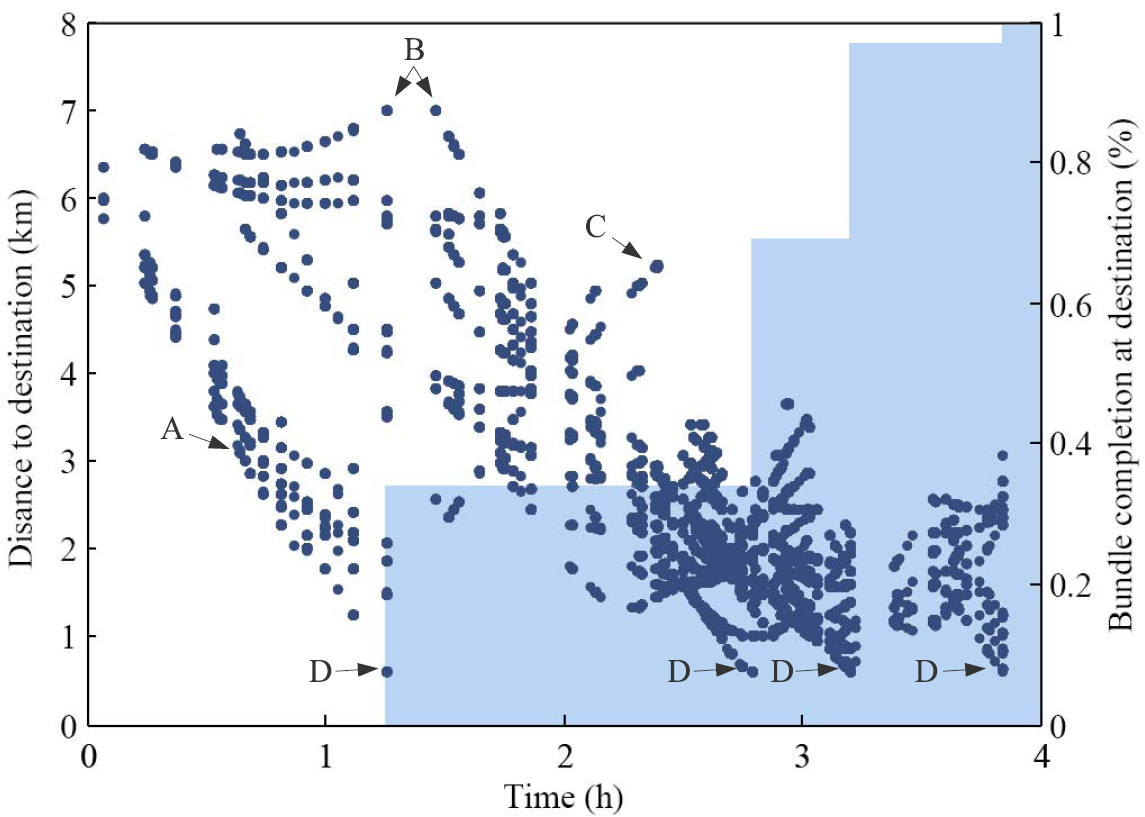 8
7
6
5
4
3
2
1
0
Disance to destination (km)
1
0.8
0.6
0.4
0.2
0
Bundle completion at destination (%)
B
C
A
D
D
D
D
0
1
2
3
4
Time (h)